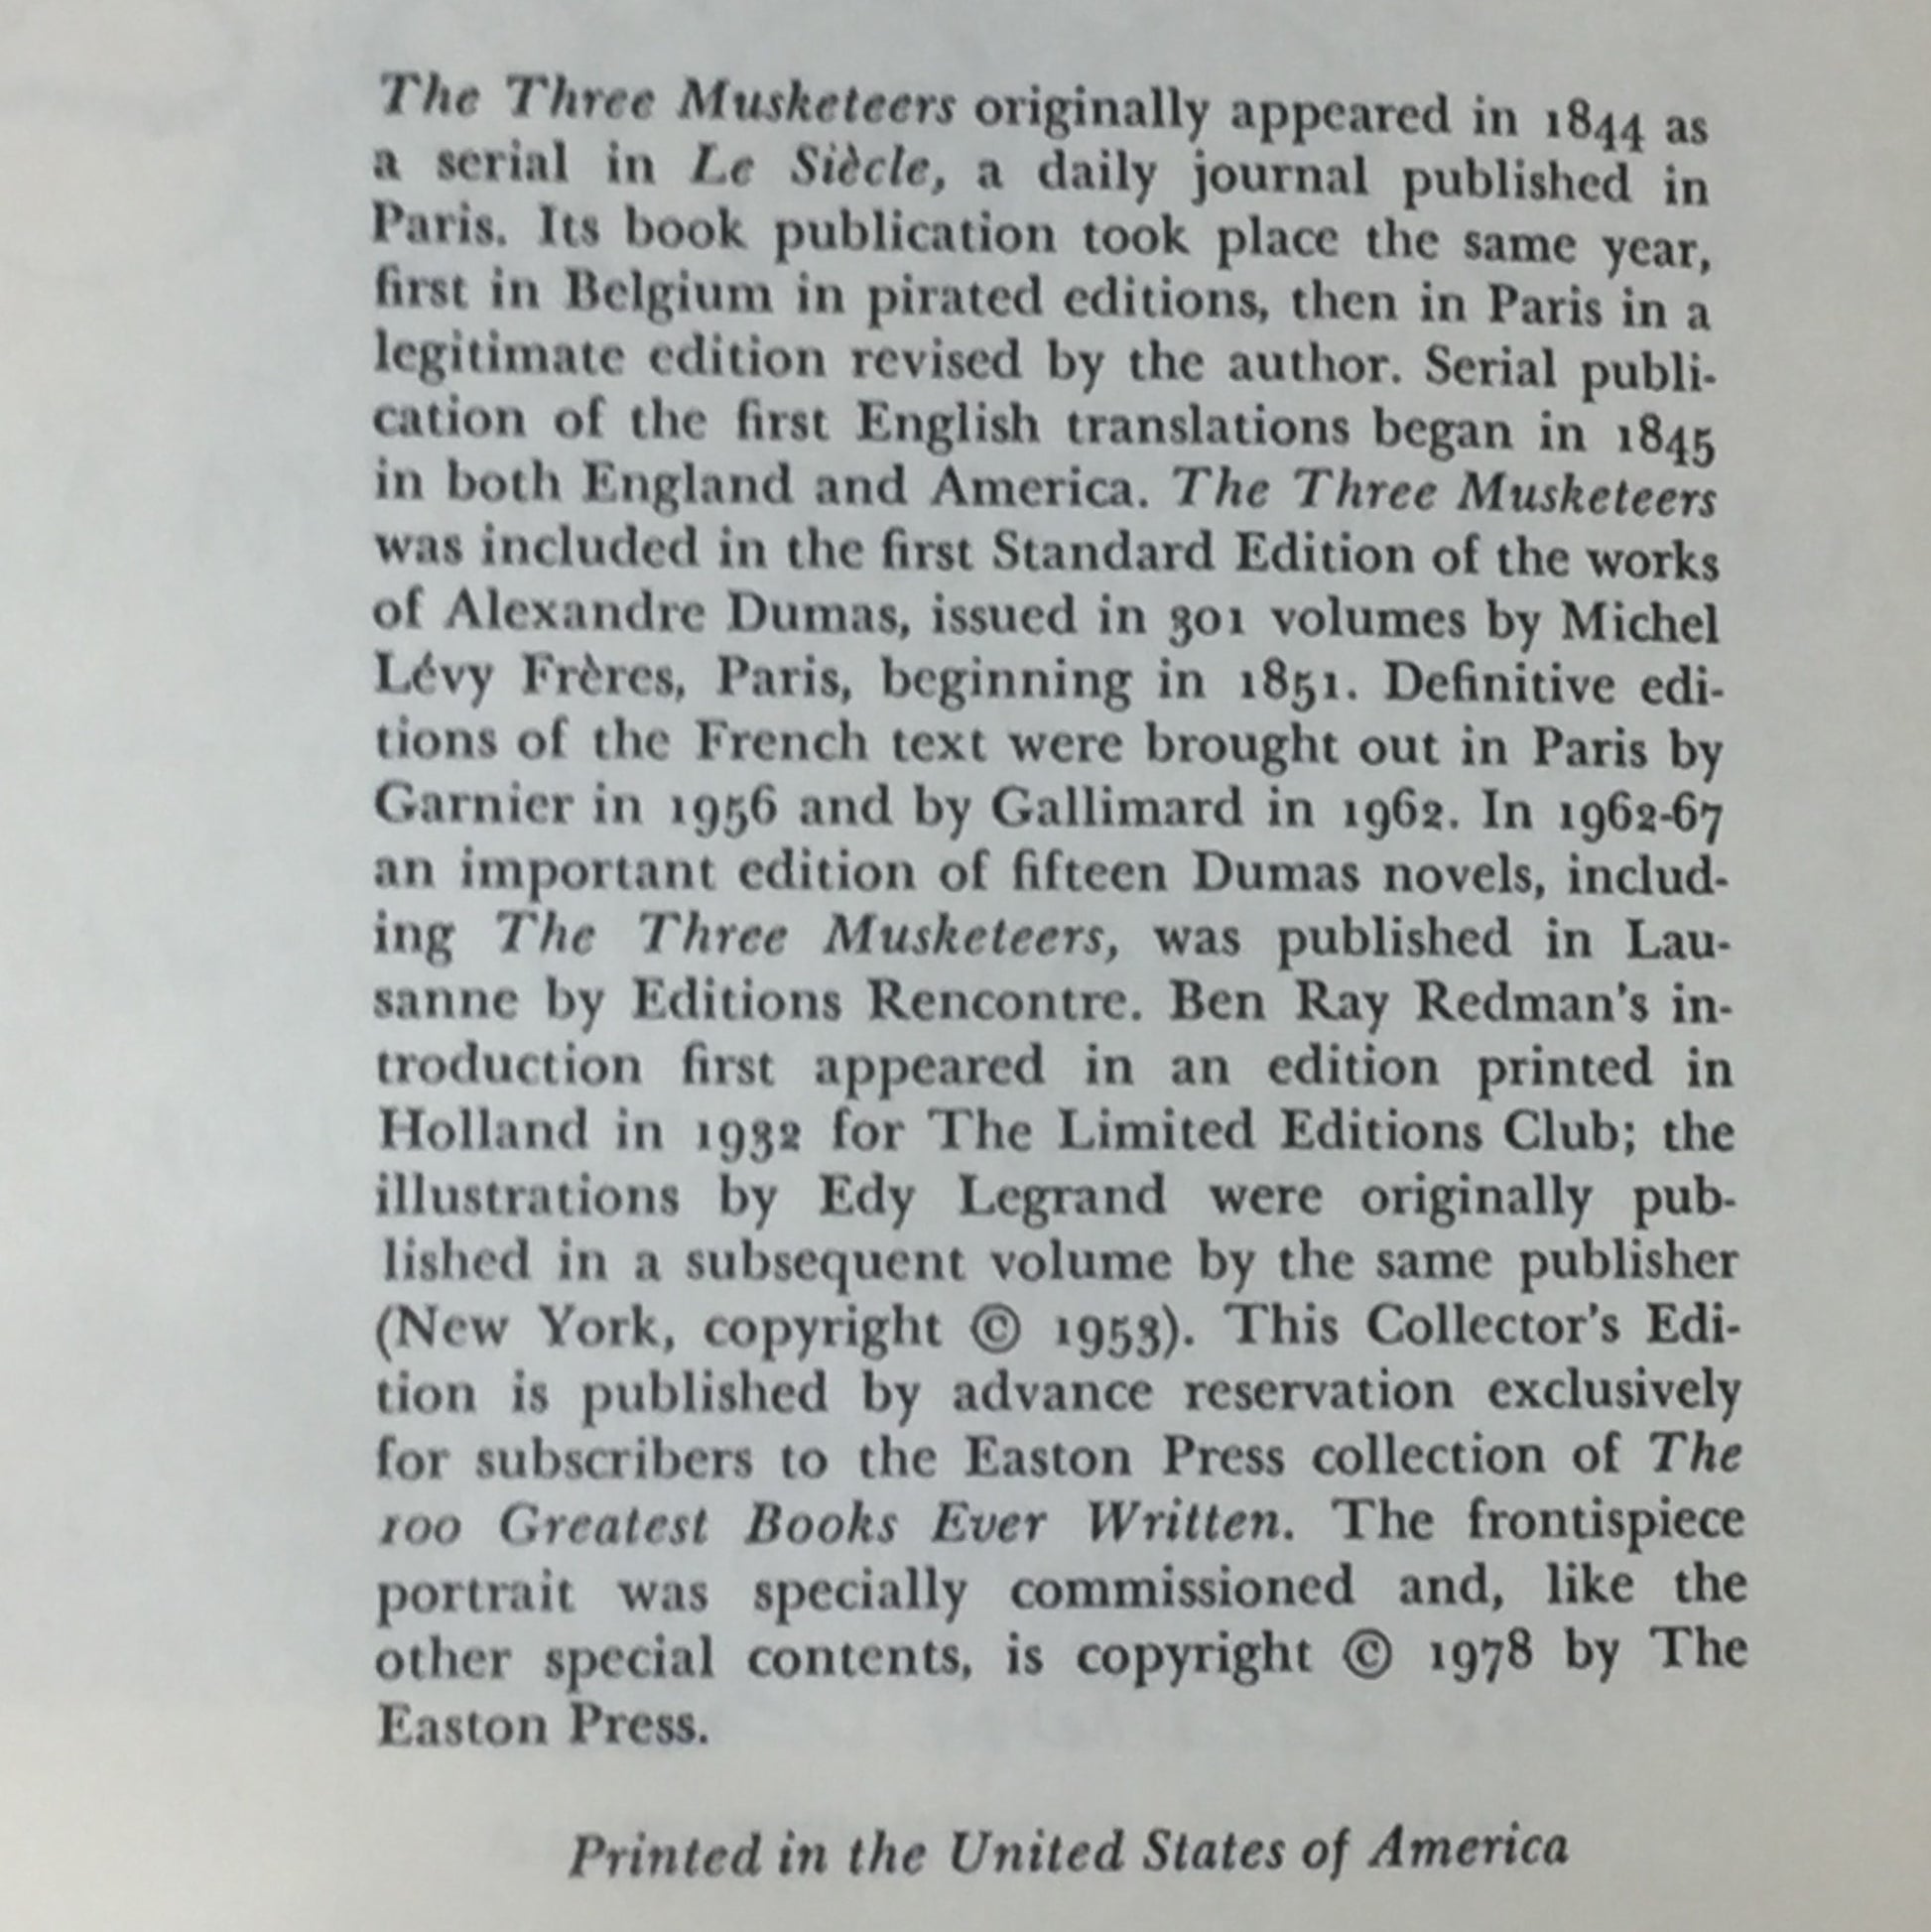 The Three Musketeers originally appeared in 1844 as
a serial in Le Siècle, a daily journal published in
Paris. Its book publication took place the same year,
first in Belgium in pirated editions, then in Paris in a
legitimate edition revised by the author. Serial publi-
cation of the first English translations began in 1845
in both England and America. The Three Musketeers
was included in the first Standard Edition of the works
of Alexandre Dumas, issued in 301 volumes by Michel
Lévy Frères, Paris, beginning in 1851. Definitive edi-
tions of the French text were brought out in Paris by
Garnier in 1956 and by Gallimard in 1962. In 1962-67
an important edition of fifteen Dumas novels, includ-
ing The Three Musketeers, was published in Lau-
sanne by Editions Rencontre. Ben Ray Redman's in-
troduction first appeared in an edition printed in
Holland in 1932 for The Limited Editions Club; the
illustrations by Edy Legrand were originally pub-
lished in a subsequent volume by the same publisher
(New York, copyright © 1953). This Collector's Edi-
tion is published by advance reservation exclusively
for subscribers to the Easton Press collection of The
100 Greatest Books Ever Written. The frontispiece
portrait was specially commissioned and, like the
other special contents, is copyright © 1978 by The
Easton Press.
Printed in the United States of America